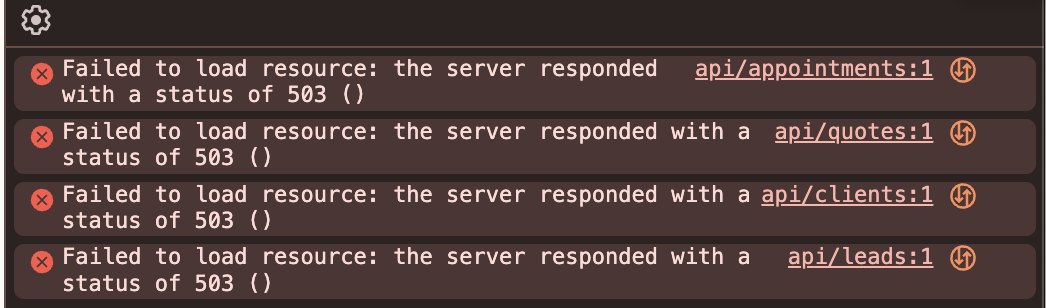 Failed to load resource: the server responded api/appointments:1
with a status of 503 ()
Failed to load resource: the server responded with a api/quotes:1
status of 503 ()
Failed to load resource: the server responded with a api/clients:1
status of 503 ()
Failed to load resource: the server responded with a api/leads:1
status of 503 ()